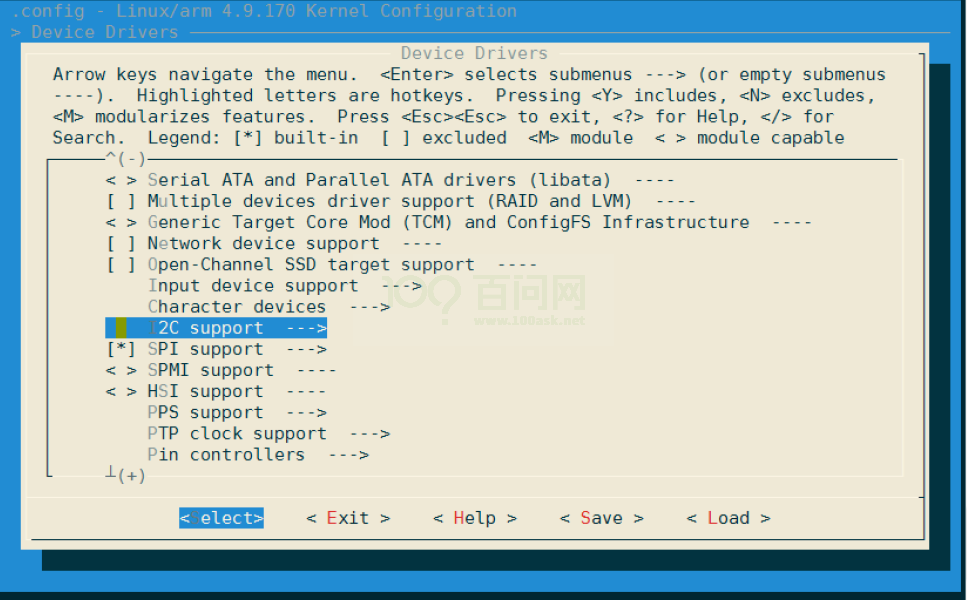 .config - Linux/arm 4.9.170 Kernel Configuration
> Device Drivers
Device Drivers
Arrow keys navigate the menu.  <Enter> selects submenus ---> (or empty submenus
----).  Highlighted letters are hotkeys.  Pressing <Y> includes, <N> excludes,
<M> modularizes features.  Press <Esc><Esc> to exit, <?> for Help, </> for
Search.  Legend: [*] built-in  [ ] excluded  <M> module  < > module capable
^(-)
< > Serial ATA and Parallel ATA drivers (libata)  ----
[ ] Multiple devices driver support (RAID and LVM)  ----
< > Generic Target Core Mod (TCM) and ConfigFS Infrastructure  ----
[ ] Network device support  ----
[ ] Open-Channel SSD target support  ----
Input device support  --->
Character devices  --->
I2C support  --->
[*] SPI support  --->
< > SPMI support  ----
< > HSI support  ----
PPS support  --->
PTP clock support  --->
Pin controllers  --->
┴(+)
<Select>    < Exit >    < Help >    < Save >    < Load >
100ask 百问网
www.100ask.net